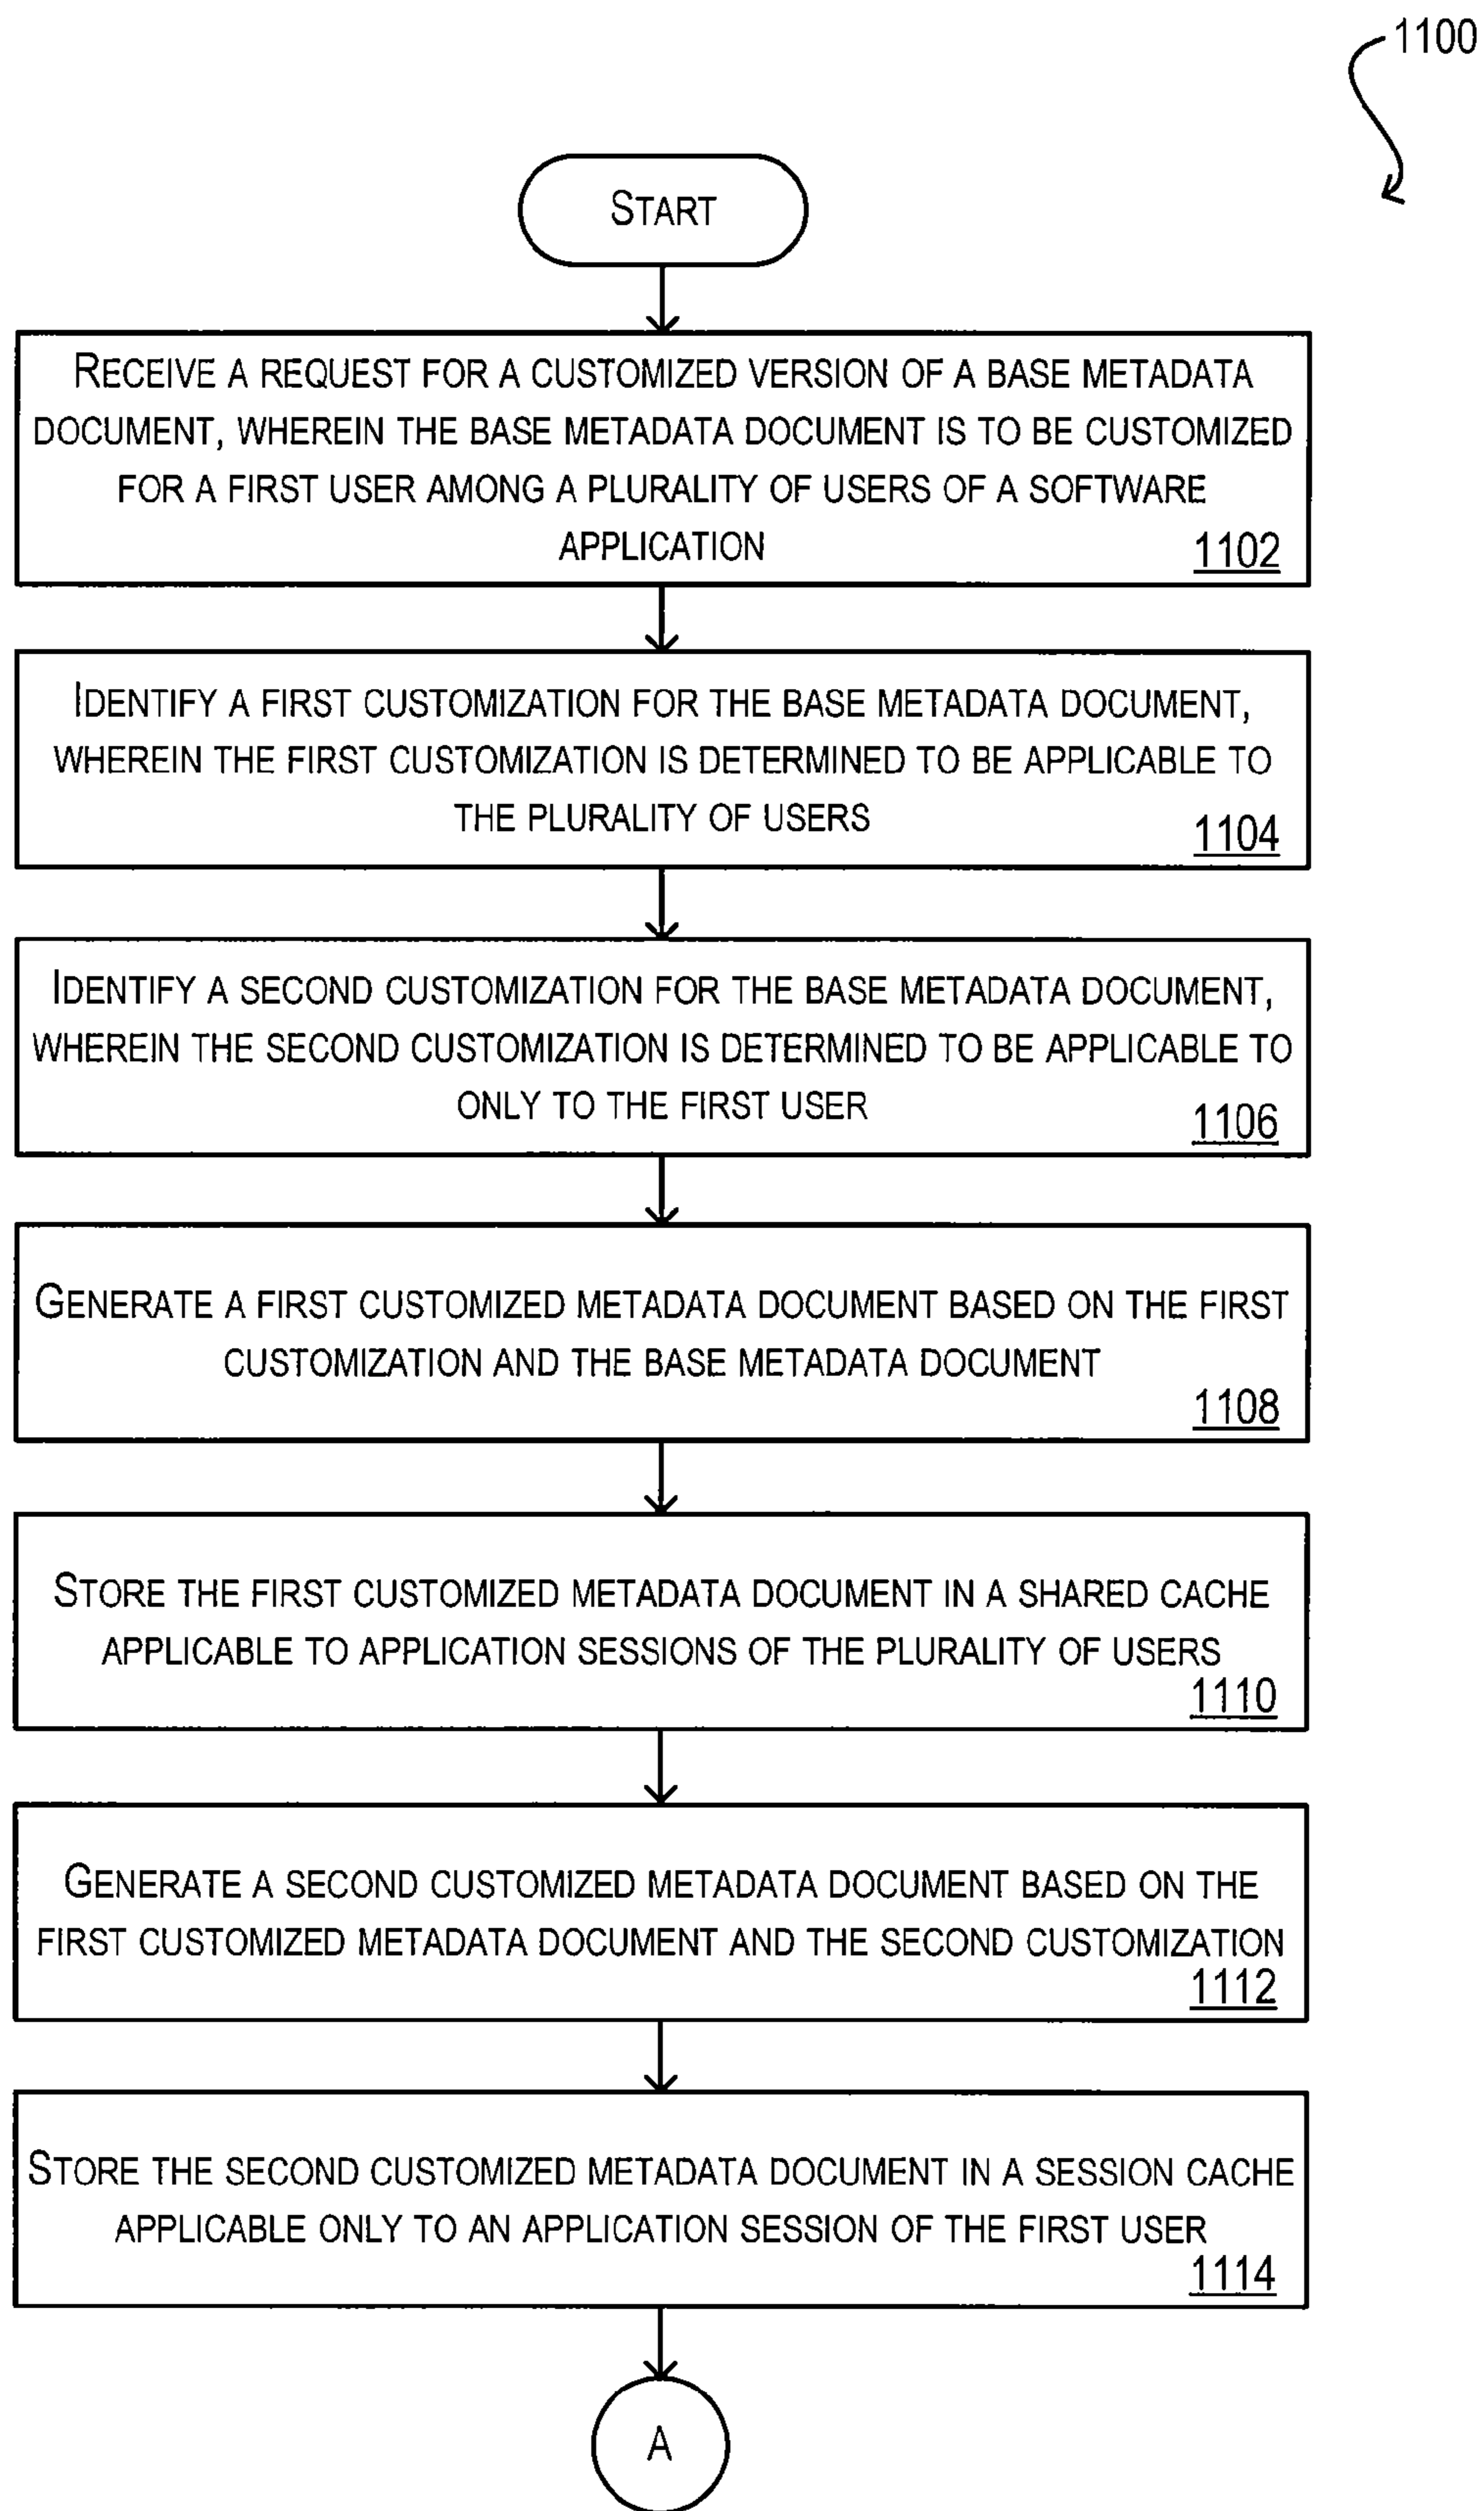 1100
START
RECEIVE A REQUEST FOR A CUSTOMIZED VERSION OF A BASE METADATA
DOCUMENT, WHEREIN THE BASE METADATA DOCUMENT IS TO BE CUSTOMIZED
FOR A FIRST USER AMONG A PLURALITY OF USERS OF A SOFTWARE
APPLICATION
1102
IDENTIFY A FIRST CUSTOMIZATION FOR THE BASE METADATA DOCUMENT,
WHEREIN THE FIRST CUSTOMIZATION IS DETERMINED TO BE APPLICABLE TO
THE PLURALITY OF USERS
1104
IDENTIFY A SECOND CUSTOMIZATION FOR THE BASE METADATA DOCUMENT,
WHEREIN THE SECOND CUSTOMIZATION IS DETERMINED TO BE APPLICABLE TO
ONLY TO THE FIRST USER
1106
GENERATE A FIRST CUSTOMIZED METADATA DOCUMENT BASED ON THE FIRST
CUSTOMIZATION AND THE BASE METADATA DOCUMENT
1108
STORE THE FIRST CUSTOMIZED METADATA DOCUMENT IN A SHARED CACHE
APPLICABLE TO APPLICATION SESSIONS OF THE PLURALITY OF USERS
1110
GENERATE A SECOND CUSTOMIZED METADATA DOCUMENT BASED ON THE
FIRST CUSTOMIZED METADATA DOCUMENT AND THE SECOND CUSTOMIZATION
1112
STORE THE SECOND CUSTOMIZED METADATA DOCUMENT IN A SESSION CACHE
APPLICABLE ONLY TO AN APPLICATION SESSION OF THE FIRST USER
1114
A